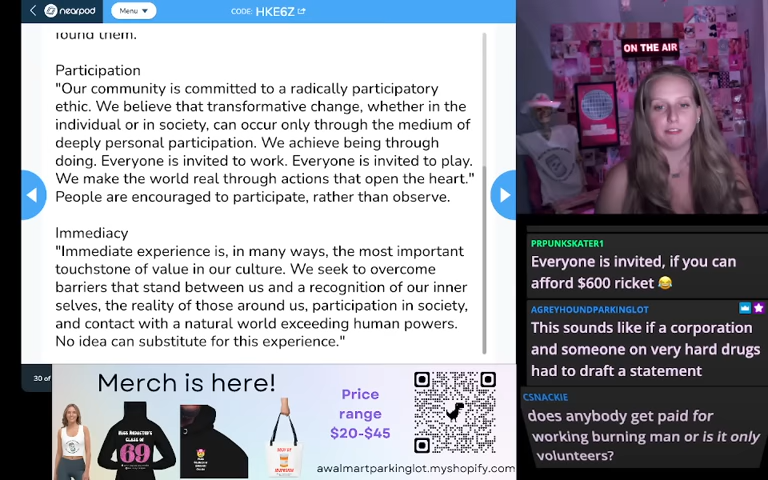 nearpod
Menu
CODE: HKE6Z
found them.
Participation
"Our community is committed to a radically participatory
ethic. We believe that transformative change, whether in the
individual or in society, can occur only through the medium of
deeply personal participation. We achieve being through
doing. Everyone is invited to work. Everyone is invited to play.
We make the world real through actions that open the heart."
People are encouraged to participate, rather than observe.
Immediacy
"Immediate experience is, in many ways, the most important
touchstone of value in our culture. We seek to overcome
barriers that stand between us and a recognition of our inner
selves, the reality of those around us, participation in society,
and contact with a natural world exceeding human powers.
No idea can substitute for this experience."
30 of
ON THE AIR
PRPUNKSKATER1
Everyone is invited, if you can
afford $600 ricket 😂
AGREYHOUNDPARKINGLOT
This sounds like if a corporation
and someone on very hard drugs
had to draft a statement
CSNACKIE
does anybody get paid for
working burning man or is it only
volunteers?
Merch is here!
CLASS OF
69
Price
range
$20-$45
awalmartparkinglot.myshopify.com